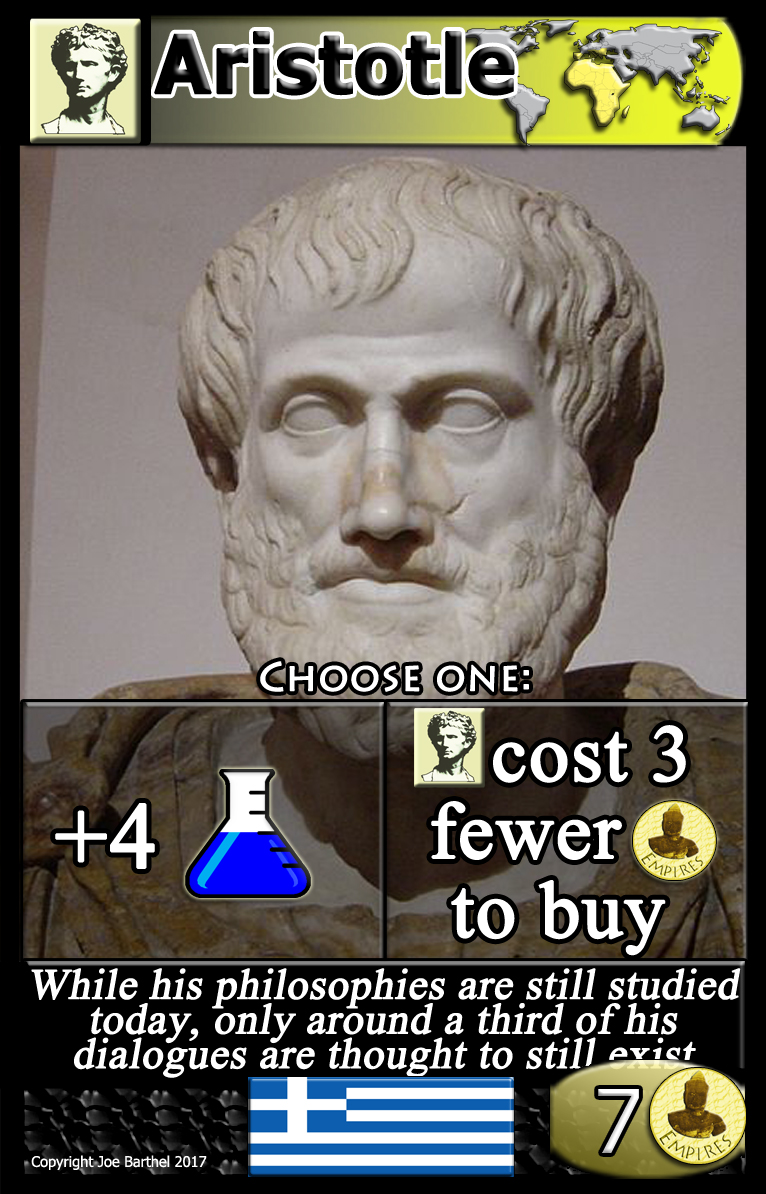 Aristotle
CHOOSE ONE:
+4
cost 3
fewer
EMPIRES
to buy
While his philosophies are still studied
today, only around a third of his
dialogues are thought to still exist
7
EMPIRES
Copyright Joe Barthel 2017